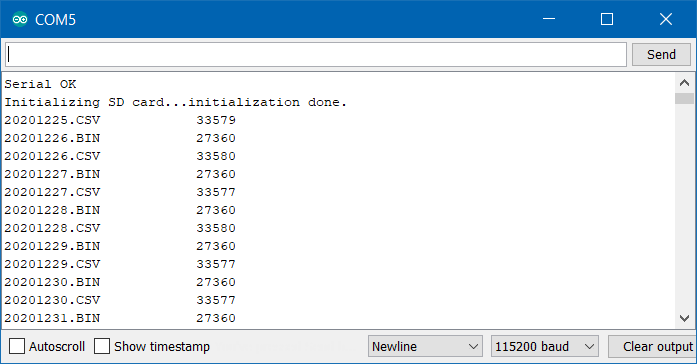 COM5
Send
Serial OK
Initializing SD card...initialization done.
20201225.CSV 33579
20201226.BIN 27360
20201226.CSV 33580
20201227.BIN 27360
20201227.CSV 33577
20201228.BIN 27360
20201228.CSV 33580
20201229.BIN 27360
20201229.CSV 33577
20201230.BIN 27360
20201230.CSV 33577
20201231.BIN 27360
Autoscroll Show timestamp Newline 115200 baud Clear output